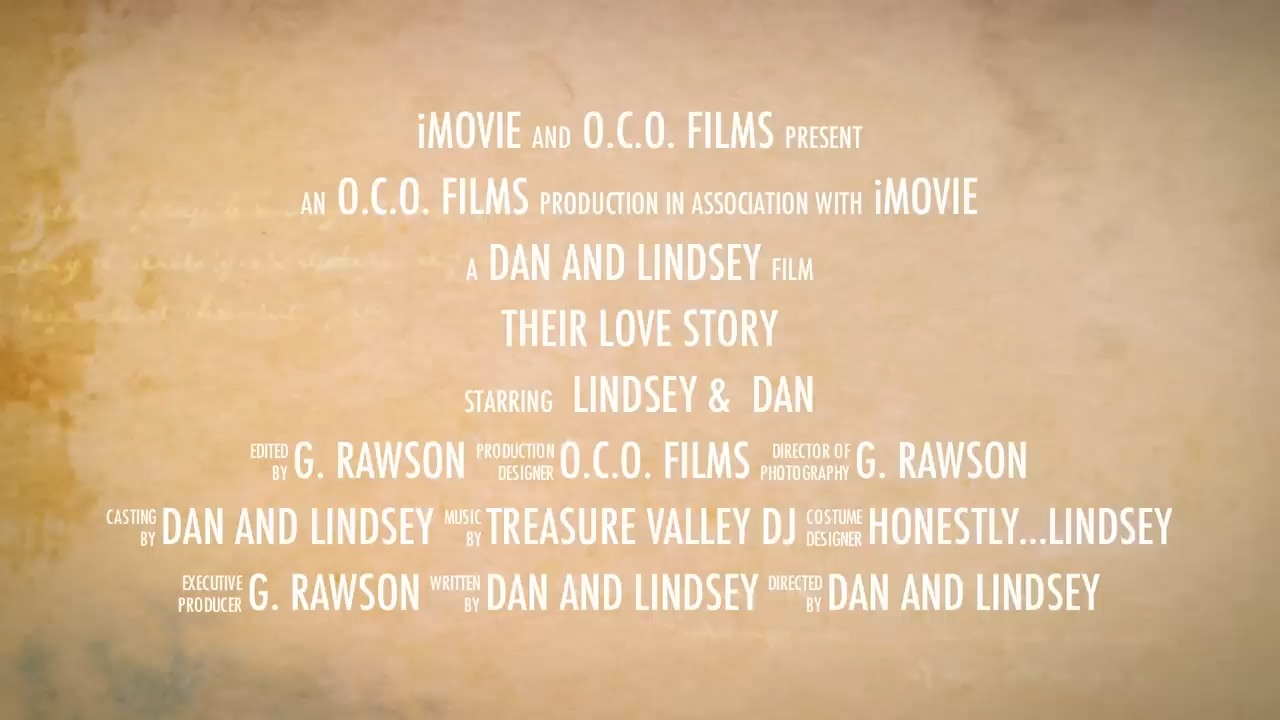 iMOVIE AND O.C.O. FILMS PRESENT
AN O.C.O. FILMS PRODUCTION IN ASSOCIATION WITH iMOVIE
A DAN AND LINDSEY FILM
THEIR LOVE STORY
STARRING LINDSEY & DAN
EDITED BY G. RAWSON PRODUCTION DESIGNER O.C.O. FILMS DIRECTOR OF PHOTOGRAPHY G. RAWSON
CASTING BY DAN AND LINDSEY MUSIC BY TREASURE VALLEY DJ COSTUME DESIGNER HONESTLY...LINDSEY
EXECUTIVE PRODUCER G. RAWSON WRITTEN BY DAN AND LINDSEY DIRECTED BY DAN AND LINDSEY